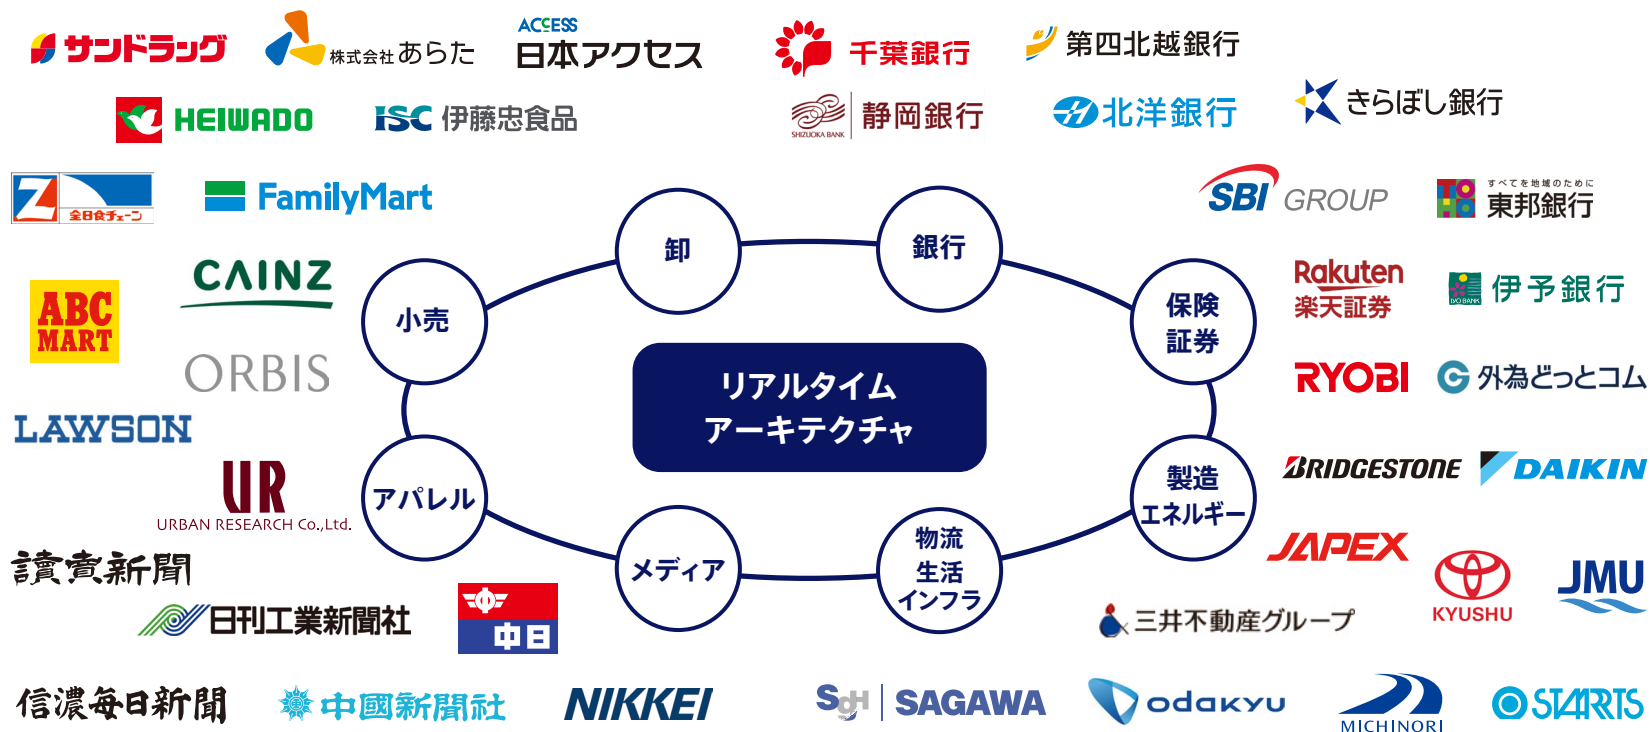 サンドラッグ
株式会社あらた
ACCESS
日本アクセス
千葉銀行
第四北越銀行
HEIWADO
ISC 伊藤忠食品
SHIZUOKA BANK
静岡銀行
北洋銀行
きらぼし銀行
Z
全日食チェーン
FamilyMart
SBI GROUP
TOHO
すべてを地域のために
東邦銀行
卸
銀行
CAINZ
小売
保険
証券
Rakuten
楽天証券
IYO BANK
伊予銀行
ABC
MART
ORBIS
リアルタイム
アーキテクチャ
RYOBI
外為どっとコム
LAWSON
UR
URBAN RESEARCH Co.,Ltd.
アパレル
製造
エネルギー
BRIDGESTONE
DAIKIN
讀賣新聞
メディア
物流
生活
インフラ
JAPEX
KYUSHU
JMU
日刊工業新聞社
中
中日
三井不動産グループ
信濃毎日新聞
中國新聞社
NIKKEI
SGH SAGAWA
odakyu
MICHINORI
STARTS